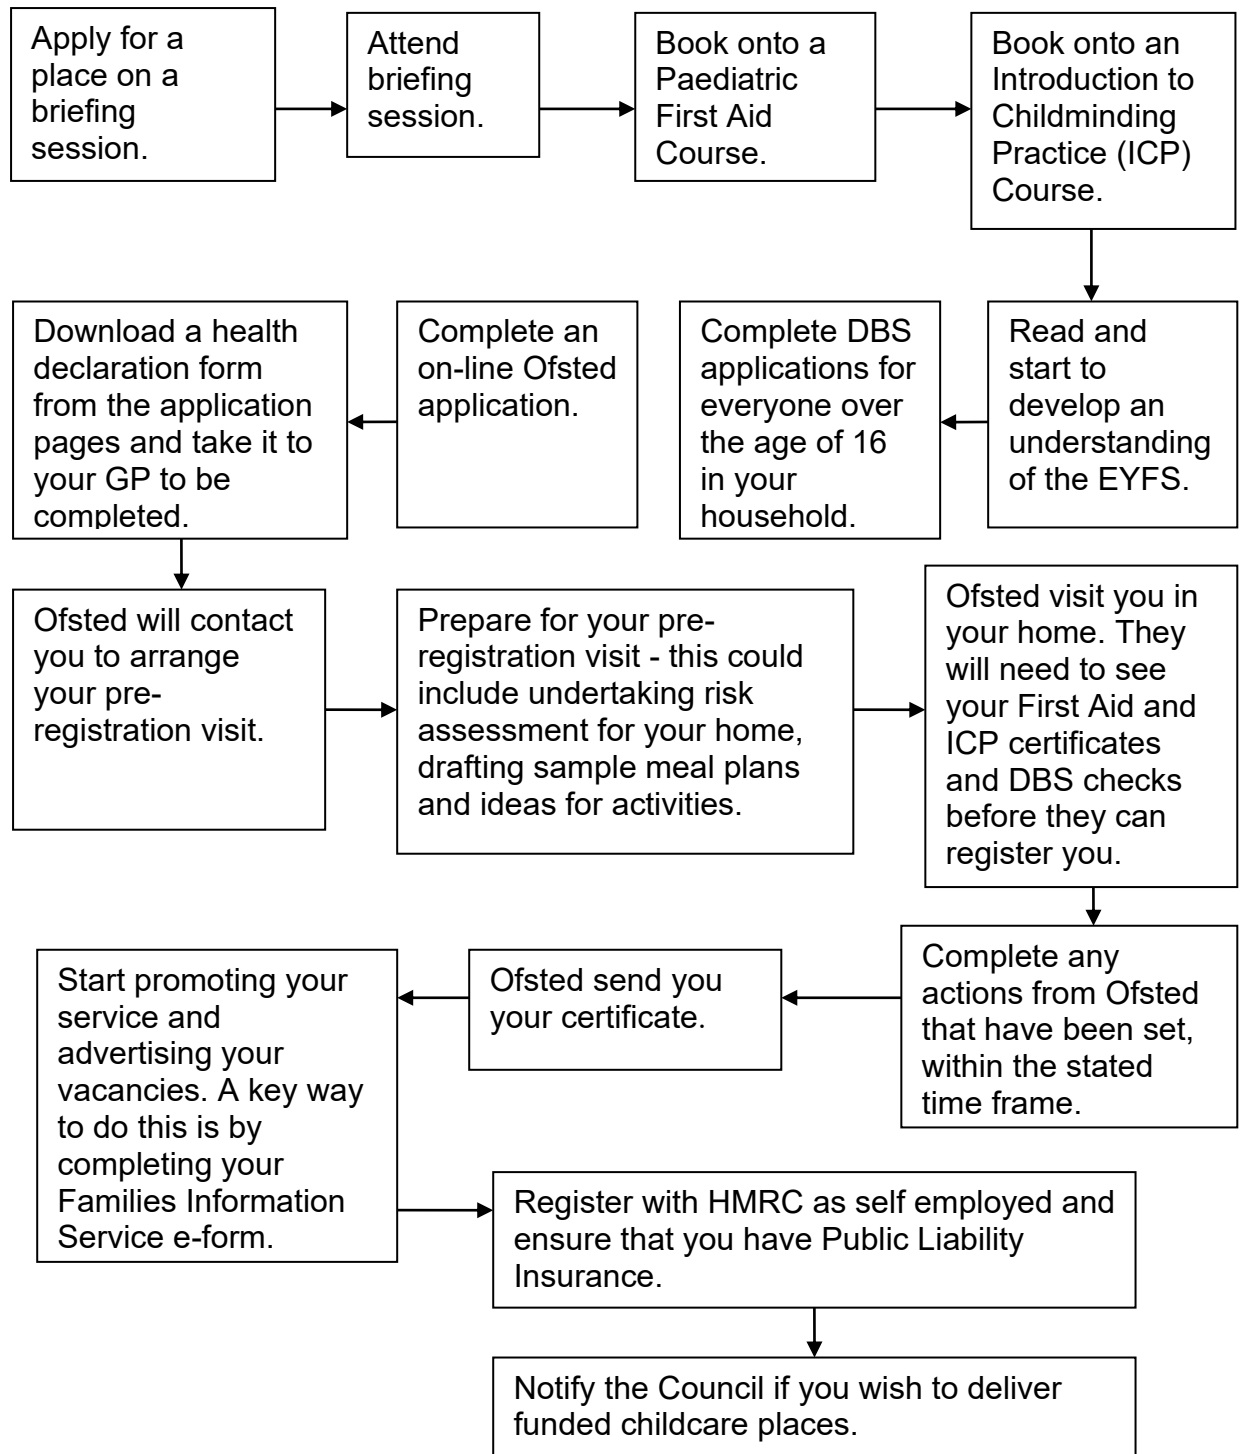 Apply for a
place on a
briefing
session.
Attend
briefing
session.
Book onto a
Paediatric
First Aid
Course.
Book onto an
Introduction to
Childminding
Practice (ICP)
Course.
Read and
start to
develop an
understanding
of the EYFS.
Complete DBS
applications for
everyone over
the age of 16
in your
household.
Complete an
on-line Ofsted
application.
Download a health
declaration form
from the application
pages and take it to
your GP to be
completed.
Ofsted will contact
you to arrange
your pre-
registration visit.
Prepare for your pre-
registration visit - this could
include undertaking risk
assessment for your home,
drafting sample meal plans
and ideas for activities.
Ofsted visit you in
your home. They
will need to see
your First Aid and
ICP certificates
and DBS checks
before they can
register you.
Complete any
actions from Ofsted
that have been set,
within the stated
time frame.
Ofsted send you
your certificate.
Start promoting your
service and
advertising your
vacancies. A key way
to do this is by
completing your
Families Information
Service e-form.
Register with HMRC as self employed and
ensure that you have Public Liability
Insurance.
Notify the Council if you wish to deliver
funded childcare places.